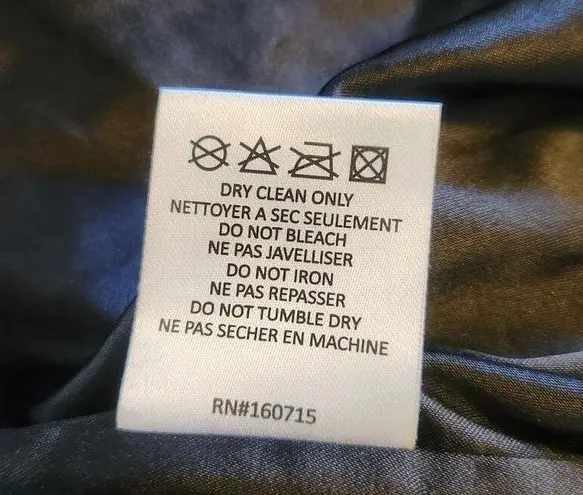 DRY CLEAN ONLY
NETTOYER A SEC SEULEMENT
DO NOT BLEACH
NE PAS JAVELLISER
DO NOT IRON
NE PAS REPASSER
DO NOT TUMBLE DRY
NE PAS SECHER EN MACHINE
RN#160715